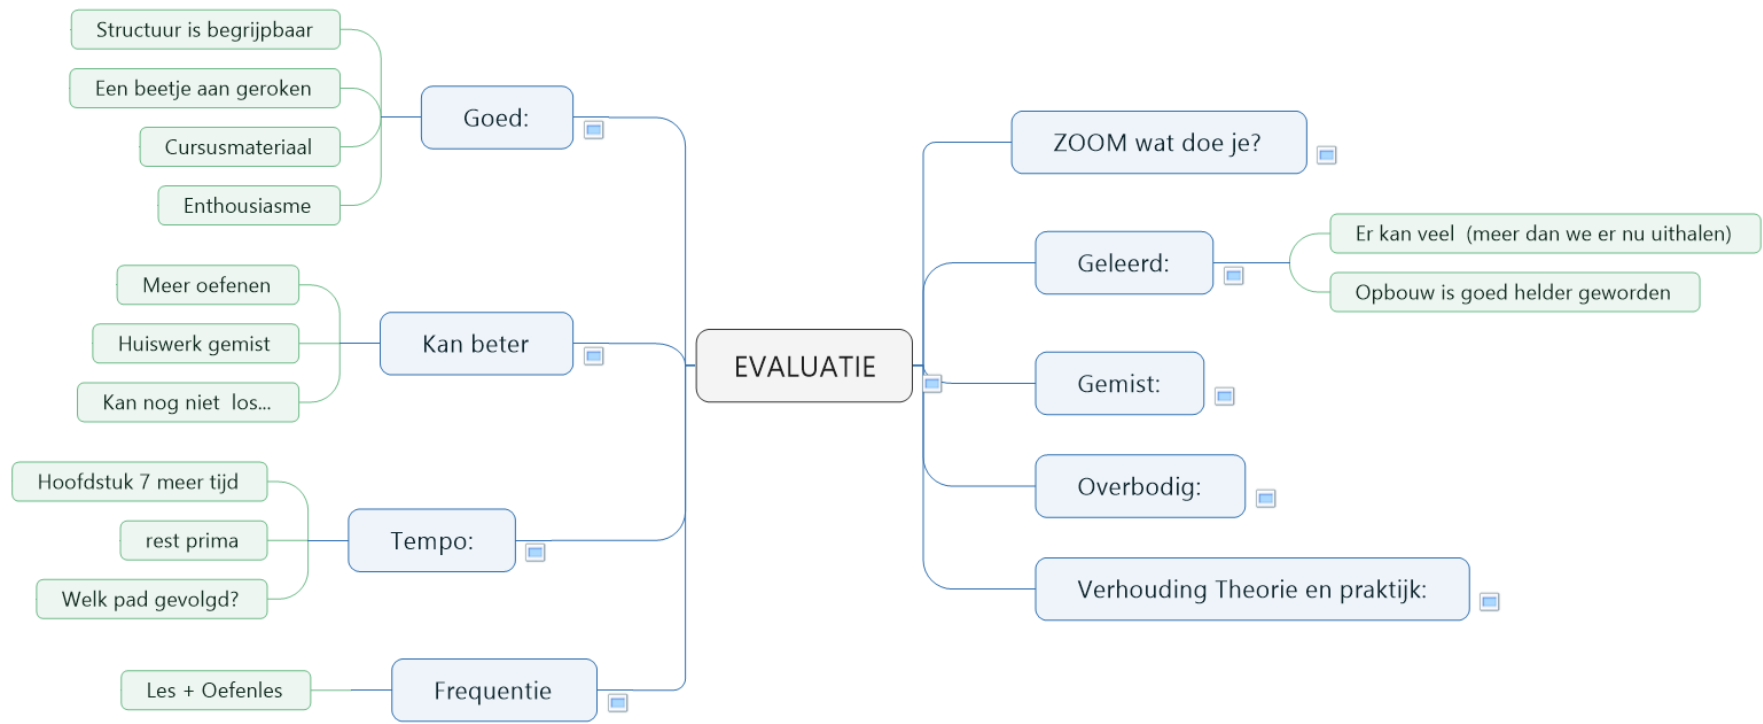 EVALUATIE
Goed:
Structuur is begrijpbaar
Een beetje aan geroken
Cursusmateriaal
Enthousiasme
Kan beter
Meer oefenen
Huiswerk gemist
Kan nog niet  los...
Tempo:
Hoofdstuk 7 meer tijd
rest prima
Welk pad gevolgd?
Frequentie
Les + Oefenles
ZOOM wat doe je?
Geleerd:
Er kan veel  (meer dan we er nu uithalen)
Opbouw is goed helder geworden
Gemist:
Overbodig:
Verhouding Theorie en praktijk: